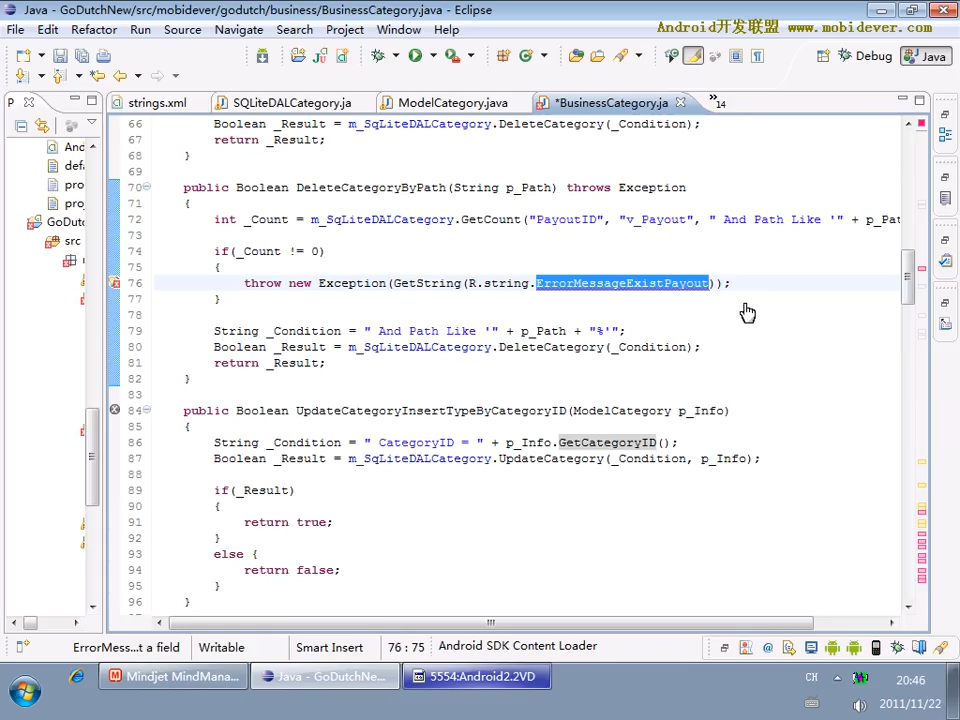 Java - GoDutchNew/src/mobidever/godutch/business/BusinessCategory.java - Eclipse
File Edit Refactor Run Source Navigate Search Project Window Help
Android开发联盟 www.mobidever.com
Debug Java
P strings.xml SQLiteDALCategory.java ModelCategory.java *BusinessCategory.java 14
And
defa
pro
pro
GoDutc
src
66 Boolean _Result = m_SqLiteDALCategory.DeleteCategory(_Condition);
67 return _Result;
68 }
69
70 public Boolean DeleteCategoryByPath(String p_Path) throws Exception
71 {
72 int _Count = m_SqLiteDALCategory.GetCount("PayoutID", "v_Payout", " And Path Like '" + p_Pat
73
74 if(_Count != 0)
75 {
76 throw new Exception(GetString(R.string.ErrorMessageExistPayout));
77 }
78
79 String _Condition = " And Path Like '" + p_Path + "%'";
80 Boolean _Result = m_SqLiteDALCategory.DeleteCategory(_Condition);
81 return _Result;
82 }
83
84 public Boolean UpdateCategoryInsertTypeByCategoryID(ModelCategory p_Info)
85 {
86 String _Condition = " CategoryID = " + p_Info.GetCategoryID();
87 Boolean _Result = m_SqLiteDALCategory.UpdateCategory(_Condition, p_Info);
88
89 if(_Result)
90 {
91 return true;
92 }
93 else {
94 return false;
95 }
96 }
ErrorMess...t a field Writable Smart Insert 76 : 75 Android SDK Content Loader
Mindjet MindMana... Java - GoDutchNe... 5554:Android2.2VD CH 20:46
2011/11/22